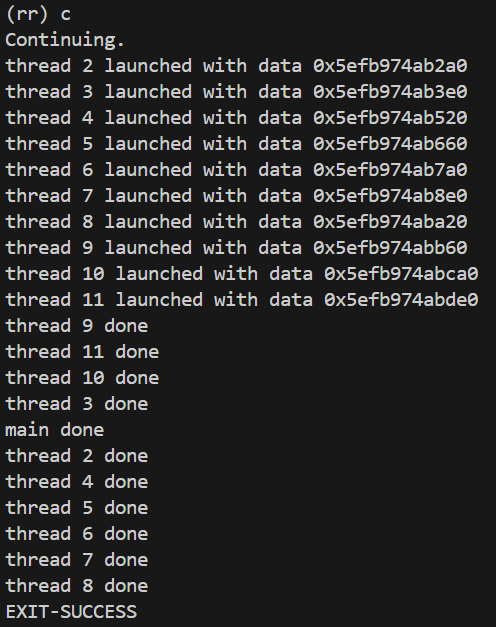 (rr) c
Continuing.
thread 2 launched with data 0x5efb974ab2a0
thread 3 launched with data 0x5efb974ab3e0
thread 4 launched with data 0x5efb974ab520
thread 5 launched with data 0x5efb974ab660
thread 6 launched with data 0x5efb974ab7a0
thread 7 launched with data 0x5efb974ab8e0
thread 8 launched with data 0x5efb974aba20
thread 9 launched with data 0x5efb974abb60
thread 10 launched with data 0x5efb974abca0
thread 11 launched with data 0x5efb974abde0
thread 9 done
thread 11 done
thread 10 done
thread 3 done
main done
thread 2 done
thread 4 done
thread 5 done
thread 6 done
thread 7 done
thread 8 done
EXIT-SUCCESS